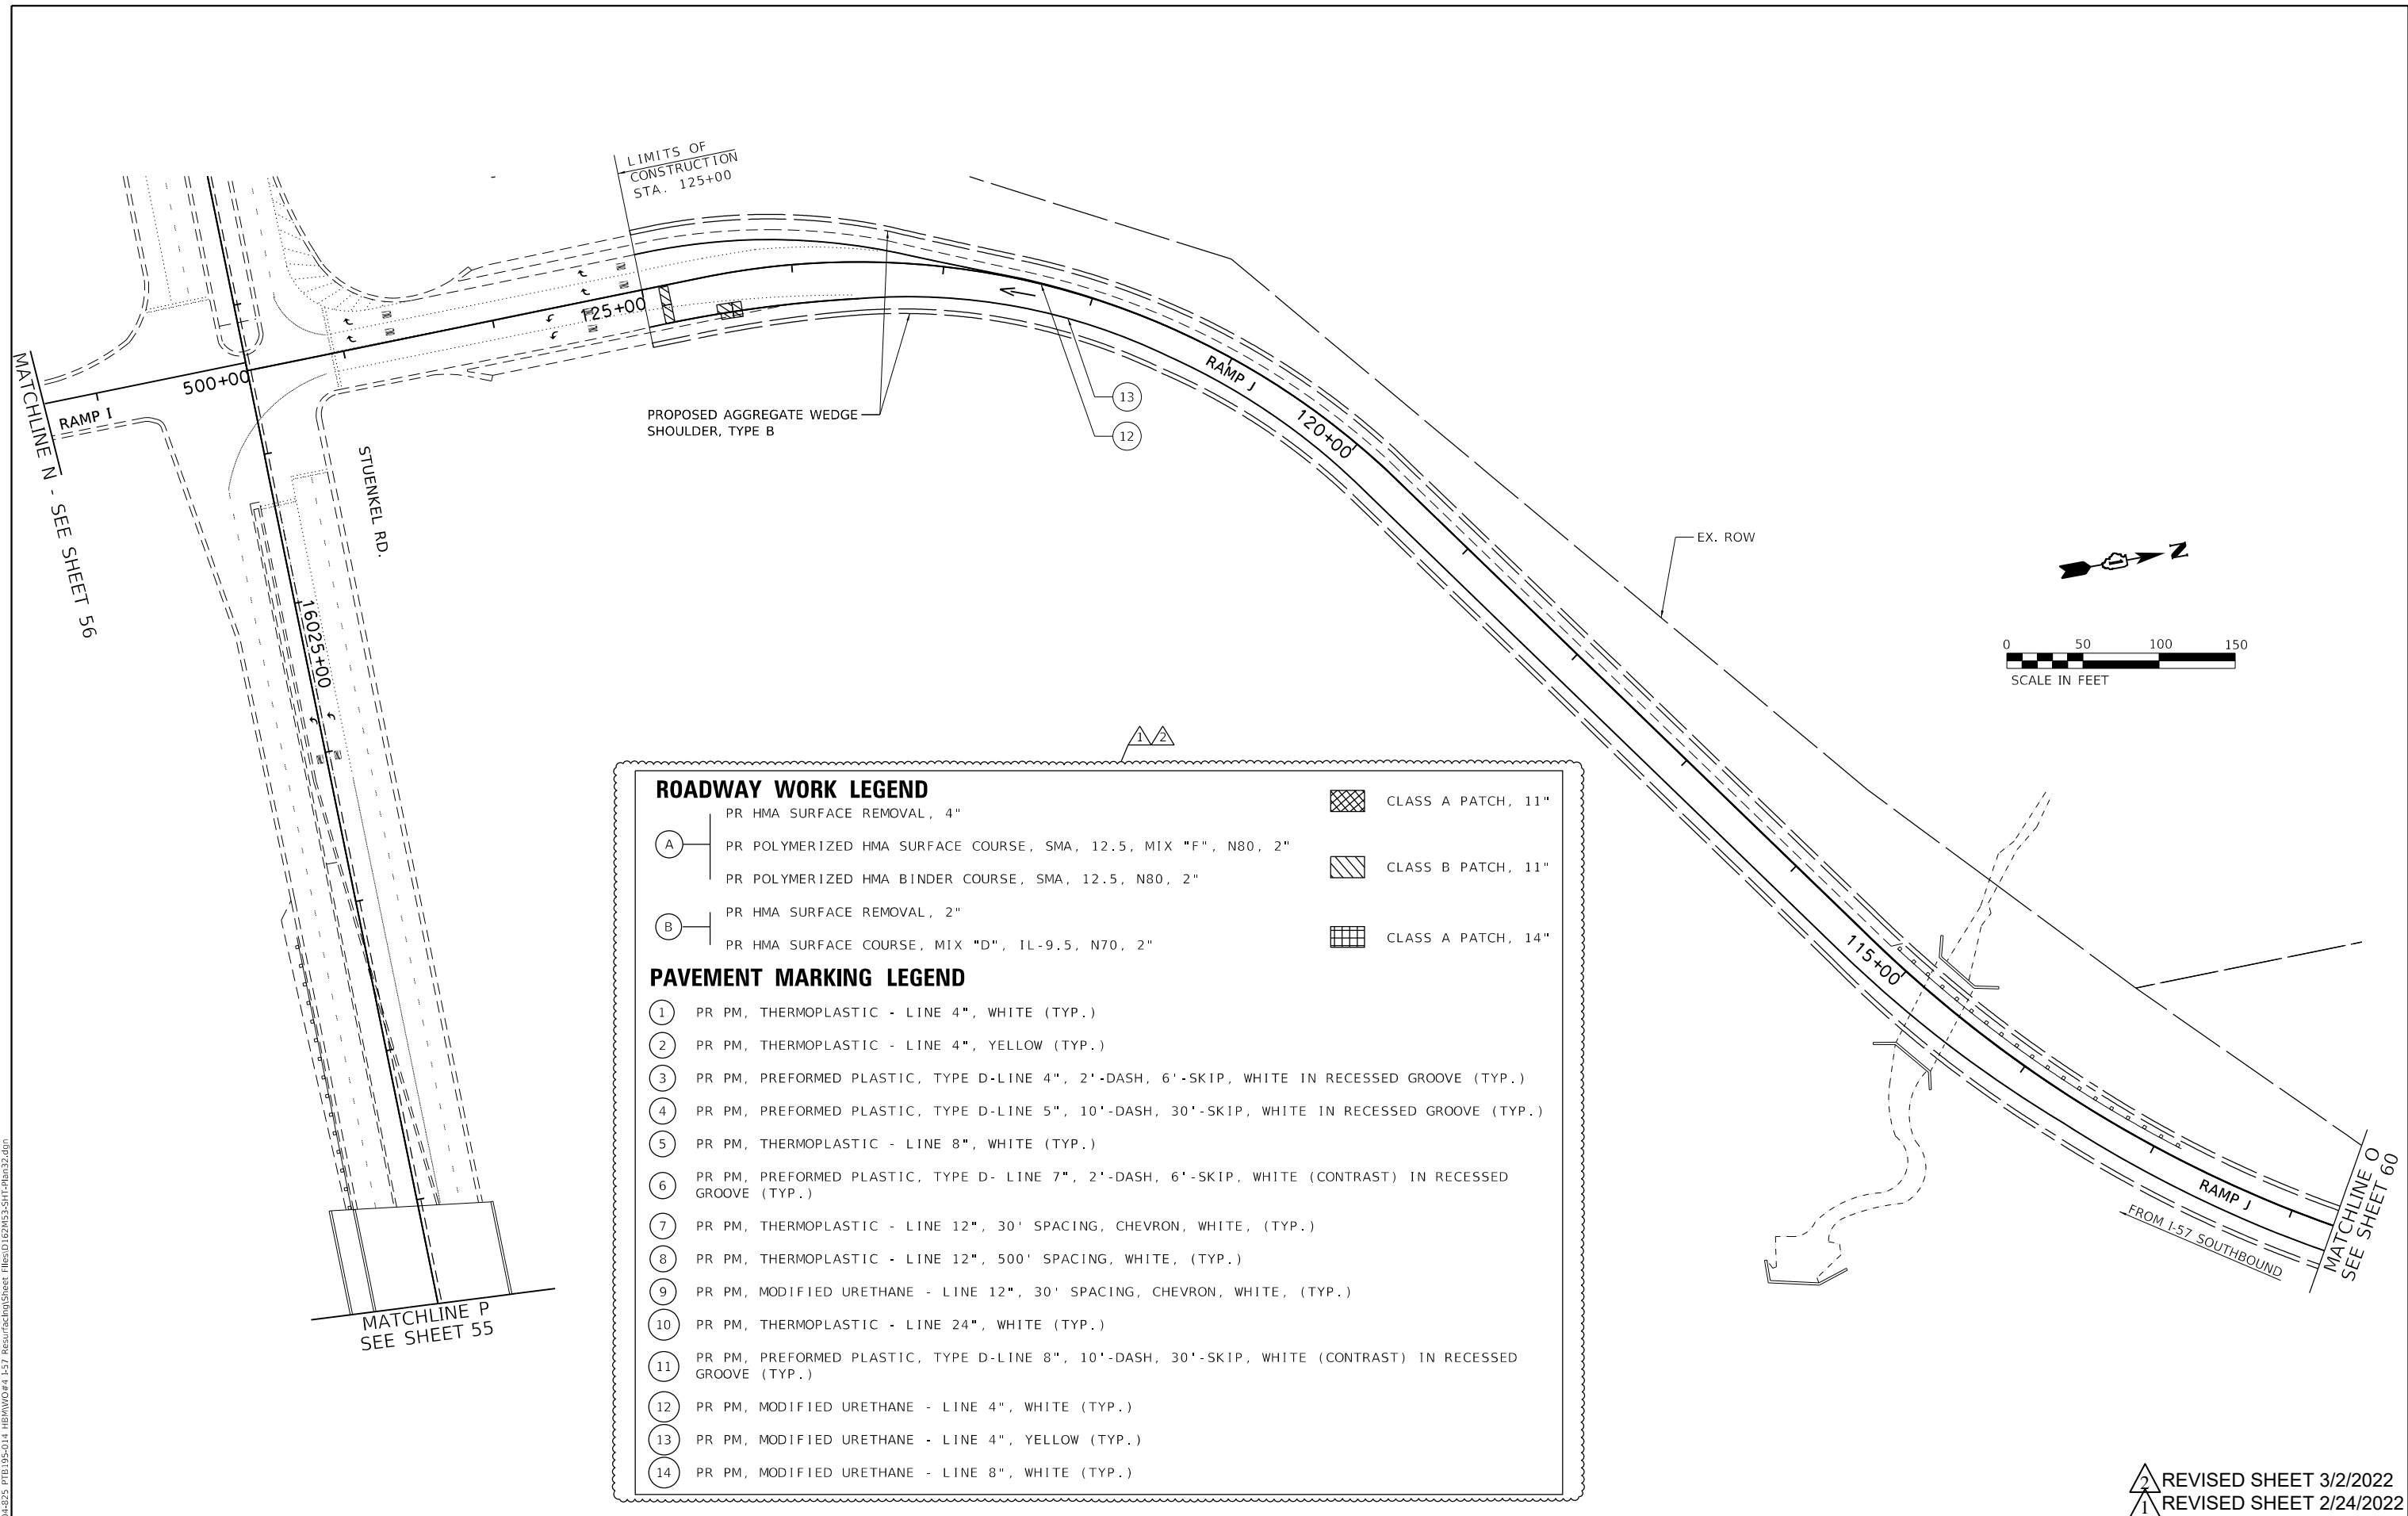 LIMITS OF
CONSTRUCTION
STA. 125+00
125+00
500+00
RAMP I
MATCHLINE N - SEE SHEET 56
STUENKEL RD.
16025+00
PROPOSED AGGREGATE WEDGE
SHOULDER, TYPE B
13
12
RAMP J
120+00
EX. ROW
N
0 50 100 150
SCALE IN FEET
115+00
RAMP J
FROM I-57 SOUTHBOUND
MATCHLINE O
SEE SHEET 60
MATCHLINE P
SEE SHEET 55
1 2
ROADWAY WORK LEGEND
A
PR HMA SURFACE REMOVAL, 4"
PR POLYMERIZED HMA SURFACE COURSE, SMA, 12.5, MIX "F", N80, 2"
PR POLYMERIZED HMA BINDER COURSE, SMA, 12.5, N80, 2"
B
PR HMA SURFACE REMOVAL, 2"
PR HMA SURFACE COURSE, MIX "D", IL-9.5, N70, 2"
CLASS A PATCH, 11"
CLASS B PATCH, 11"
CLASS A PATCH, 14"
PAVEMENT MARKING LEGEND
1 PR PM, THERMOPLASTIC - LINE 4", WHITE (TYP.)
2 PR PM, THERMOPLASTIC - LINE 4", YELLOW (TYP.)
3 PR PM, PREFORMED PLASTIC, TYPE D-LINE 4", 2'-DASH, 6'-SKIP, WHITE IN RECESSED GROOVE (TYP.)
4 PR PM, PREFORMED PLASTIC, TYPE D-LINE 5", 10'-DASH, 30'-SKIP, WHITE IN RECESSED GROOVE (TYP.)
5 PR PM, THERMOPLASTIC - LINE 8", WHITE (TYP.)
6 PR PM, PREFORMED PLASTIC, TYPE D- LINE 7", 2'-DASH, 6'-SKIP, WHITE (CONTRAST) IN RECESSED
GROOVE (TYP.)
7 PR PM, THERMOPLASTIC - LINE 12", 30' SPACING, CHEVRON, WHITE, (TYP.)
8 PR PM, THERMOPLASTIC - LINE 12", 500' SPACING, WHITE, (TYP.)
9 PR PM, MODIFIED URETHANE - LINE 12", 30' SPACING, CHEVRON, WHITE, (TYP.)
10 PR PM, THERMOPLASTIC - LINE 24", WHITE (TYP.)
11 PR PM, PREFORMED PLASTIC, TYPE D-LINE 8", 10'-DASH, 30'-SKIP, WHITE (CONTRAST) IN RECESSED
GROOVE (TYP.)
12 PR PM, MODIFIED URETHANE - LINE 4", WHITE (TYP.)
13 PR PM, MODIFIED URETHANE - LINE 4", YELLOW (TYP.)
14 PR PM, MODIFIED URETHANE - LINE 8", WHITE (TYP.)
2 REVISED SHEET 3/2/2022
1 REVISED SHEET 2/24/2022
PTB195-014 HBM\WO#4 I-57 Resurfacing\Sheet Files\D162M53-SHT-Plan32.dgn